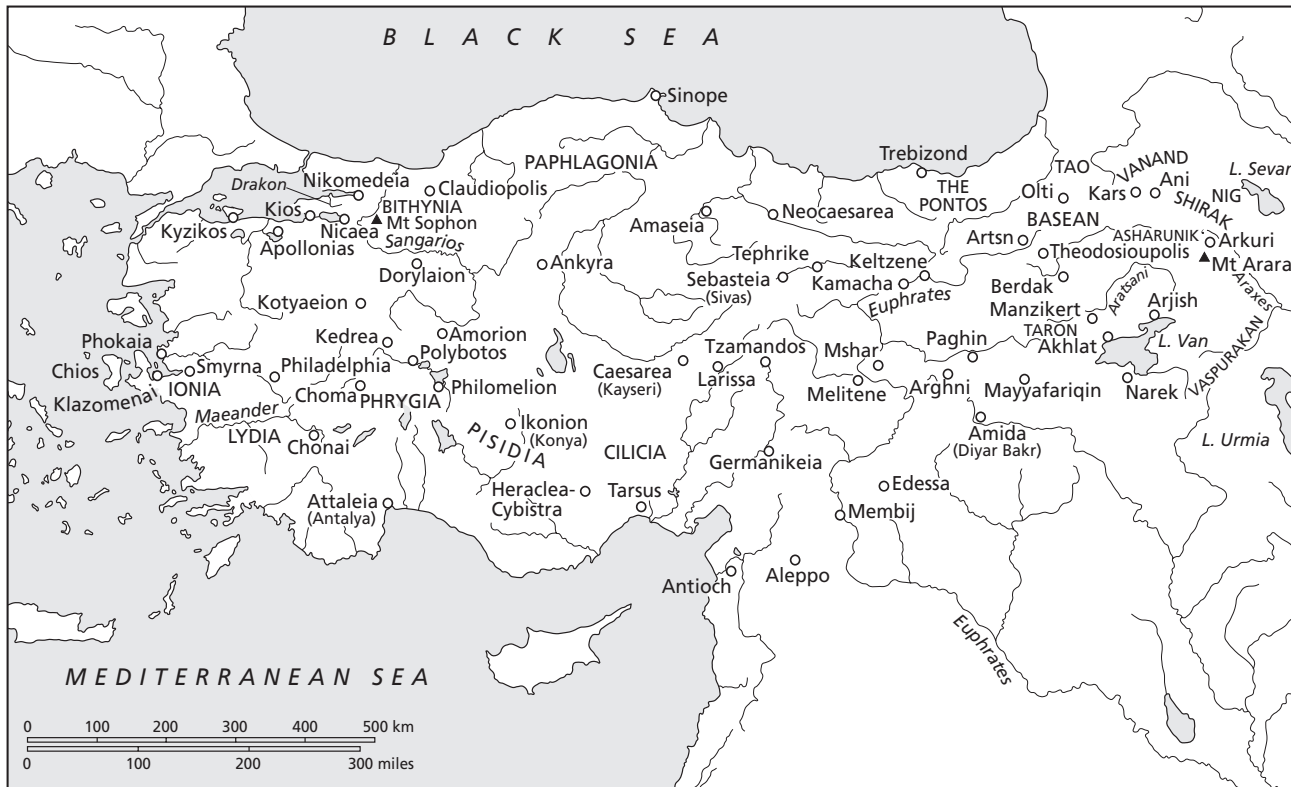 BLACK SEA
Sinope
PAPHLAGONIA
Trebizond
TAO
VANAND
L. Sevan
Drakon
Nikomedeia
Claudiopolis
THE
PONTOS
Olti
Kars
Ani
NIG
SHIRAK
Kios
BITHYNIA
Mt Sophon
Kyzikos
Nicaea
Sangarios
Apollonias
Amaseia
Neocaesarea
BASEAN
Artsn
ASHARUNIK'
Arkuri
Theodosioupolis
Mt Arara
Dorylaion
Ankyra
Tephrike
Keltzene
Sebasteia
(Sivas)
Kamacha
Euphrates
Berdak
Aratsani
Araxes
Kotyaeion
Manzikert
Arjish
Phokaia
Kedrea
Amorion
TARON
Akhlat
L. Van
Chios
Smyrna
Philadelphia
Polybotos
Caesarea
(Kayseri)
Tzamandos
Larissa
Mshar
Paghin
Klazomenai
IONIA
Choma
PHRYGIA
Philomelion
Melitene
Arghni
Mayyafariqin
Narek
VASPURAKAN
Maeander
LYDIA
Chonai
PISIDIA
Ikonion
(Konya)
CILICIA
Germanikeia
Amida
(Diyar Bakr)
L. Urmia
Attaleia
(Antalya)
Heraclea-
Cybistra
Tarsus
Edessa
Membij
Antioch
Aleppo
Euphrates
MEDITERRANEAN SEA
0 100 200 300 400 500 km
0 100 200 300 miles